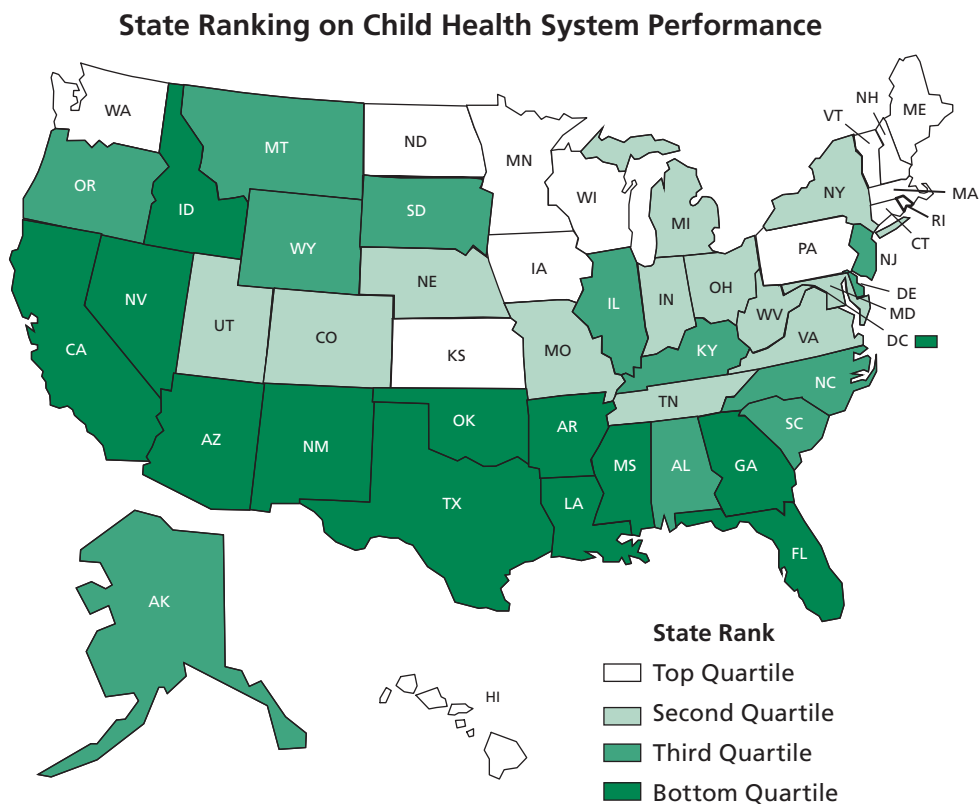 State Ranking on Child Health System Performance
WA
MT
ND
MN
VT
NH
ME
OR
ID
WY
SD
WI
MI
NY
MA
RI
CT
NV
UT
CO
NE
IA
IL
IN
OH
PA
NJ
WV
VA
DE
MD
DC
CA
KS
MO
KY
NC
TN
SC
AZ
NM
OK
AR
TX
LA
MS
AL
GA
FL
AK
HI
State Rank
Top Quartile
Second Quartile
Third Quartile
Bottom Quartile